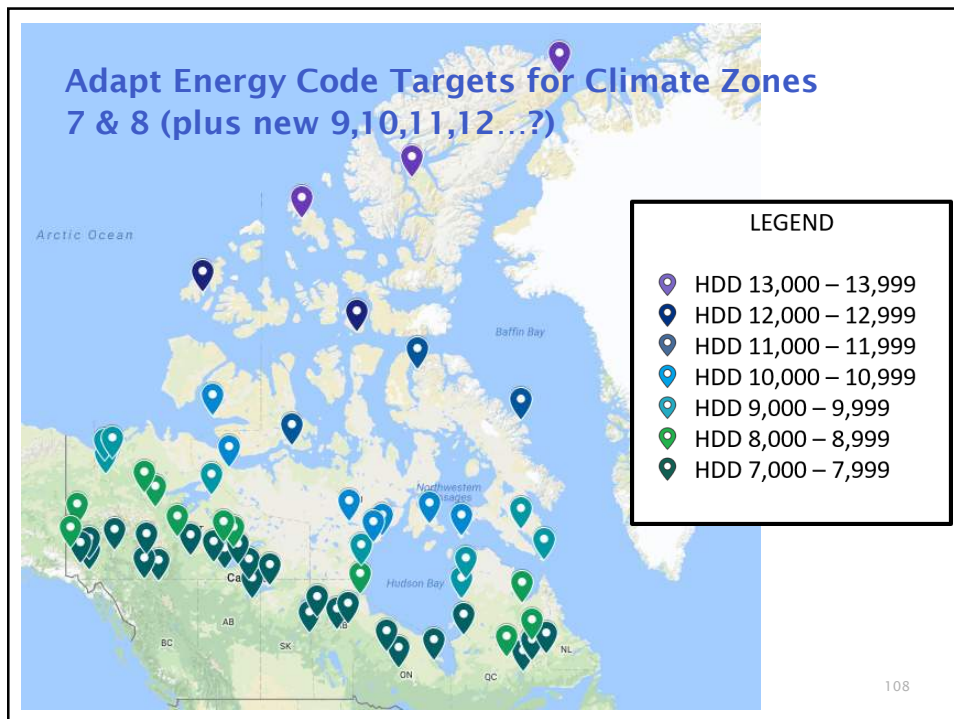 Adapt Energy Code Targets for Climate Zones
7 & 8 (plus new 9,10,11,12...?)
Arctic Ocean
Baffin Bay
Northwestern
Hudson Bay
BC
AB
SK
ON
QC
NL
LEGEND
HDD 13,000 – 13,999
HDD 12,000 – 12,999
HDD 11,000 – 11,999
HDD 10,000 – 10,999
HDD 9,000 – 9,999
HDD 8,000 – 8,999
HDD 7,000 – 7,999
108